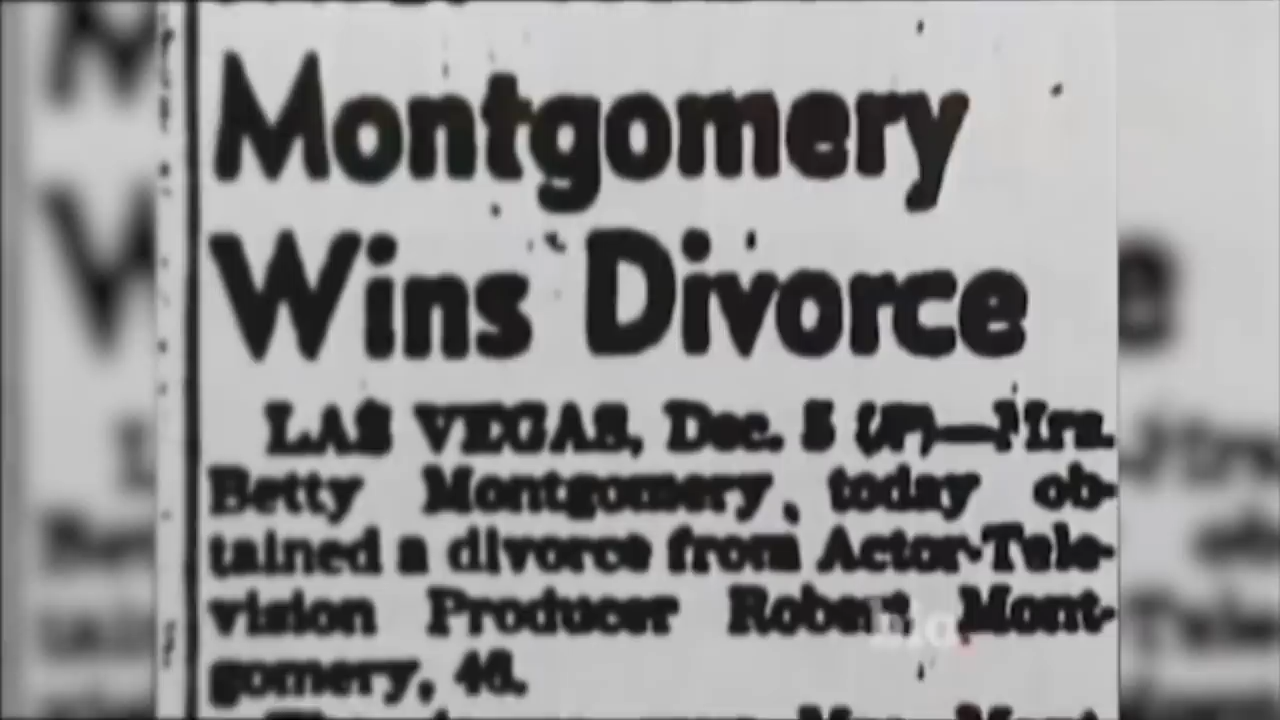 Montgomery
Wins Divorce
LAS VEGAS, Dec. 5 (AP)—Mrs.
Betty Montgomery, today ob-
tained a divorce from Actor-Tele-
vision Producer Robert Mont-
gomery, 46.